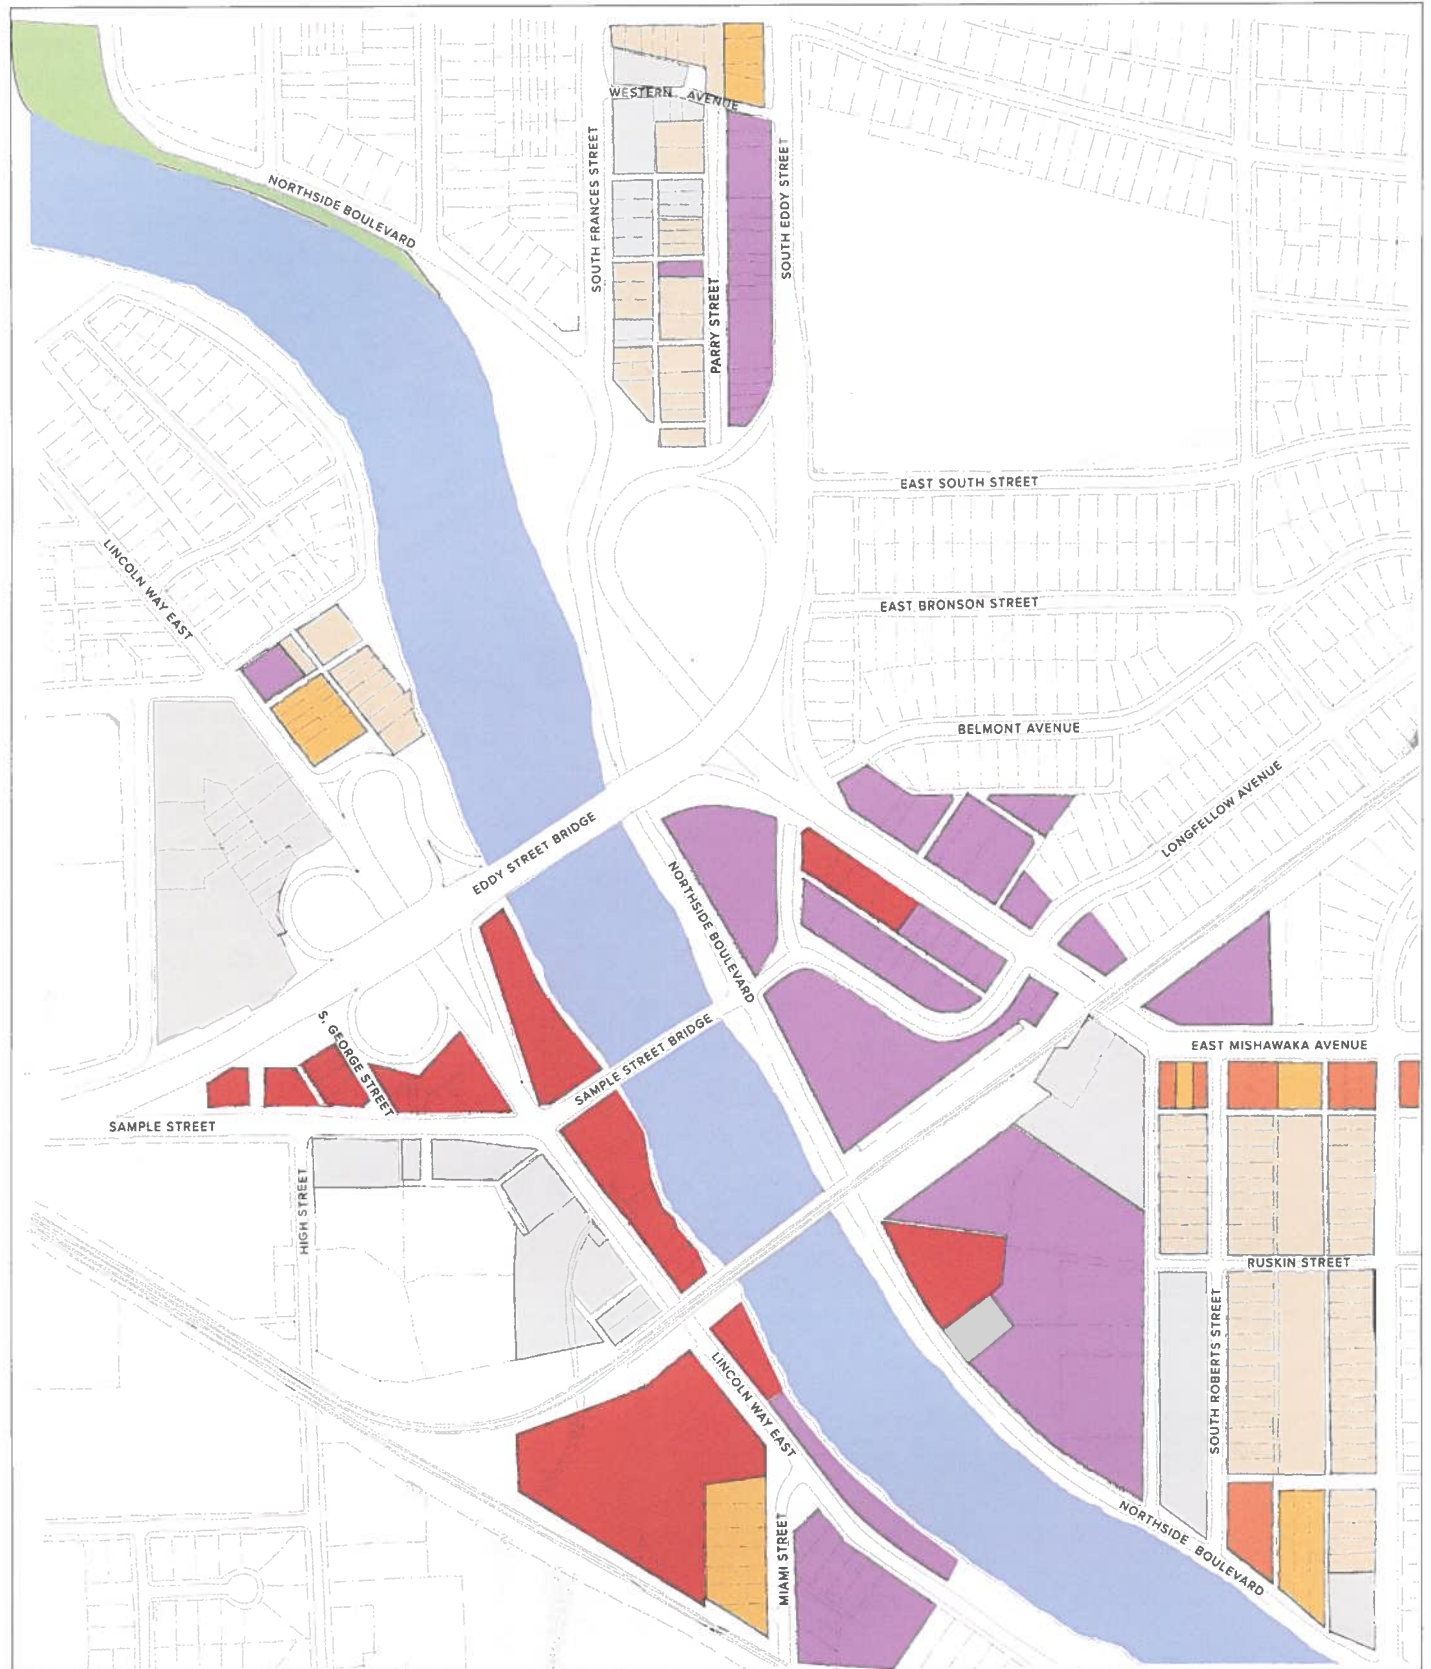 WESTERN AVENUE
SOUTH FRANCES STREET
SOUTH EDDY STREET
NORTHSIDE BOULEVARD
PARRY STREET
EAST SOUTH STREET
LINCOLN WAY EAST
EAST BRONSON STREET
BELMONT AVENUE
LONGFELLOW AVENUE
EDDY STREET BRIDGE
NORTHSIDE BOULEVARD
S. GEORGE STREET
SAMPLE STREET BRIDGE
EAST MISHAWAKA AVENUE
SAMPLE STREET
HIGH STREET
RUSKIN STREET
SOUTH ROBERTS STREET
LINCOLN WAY EAST
MIAMI STREET
NORTHSIDE BOULEVARD